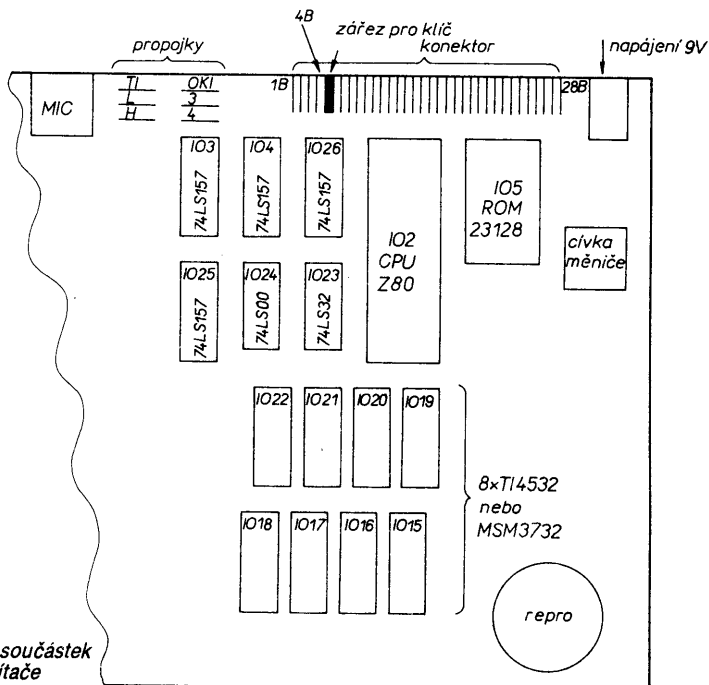 4B
zářez pro klíč
propojky
konektor
napájení 9V
MIC
TI
OKI
1B
28B
L
3
H
4
IO3
IO4
IO26
74LS157
74LS157
74LS157
IO2
CPU
Z80
IO5
ROM
23128
cívka
měniče
IO25
IO24
IO23
74LS157
74LS00
74LS32
IO22
IO21
IO20
IO19
8×TI4532
nebo
MSM3732
IO18
IO17
IO16
IO15
repro
součástek
ítače